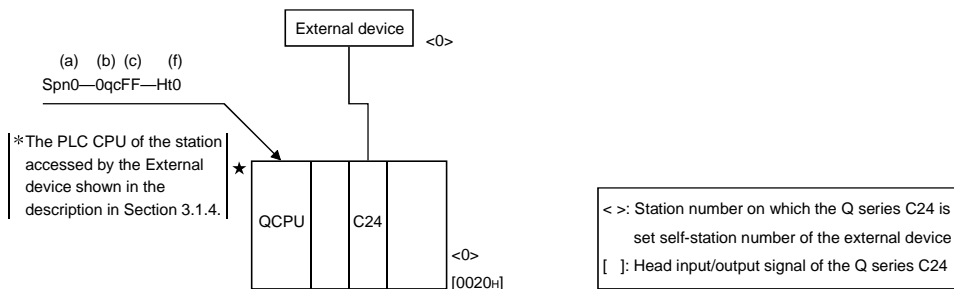 External device
<0>
(a) (b) (c) (f)
Spn0—0qcFF—Ht0
*The PLC CPU of the station
accessed by the External
device shown in the
description in Section 3.1.4.
★
QCPU
C24
<0>
[0020H]
< >: Station number on which the Q series C24 is
set self-station number of the external device
[ ]: Head input/output signal of the Q series C24